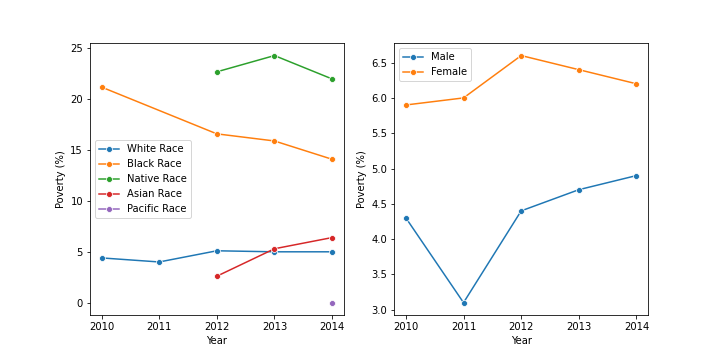 25
20
15
10
5
0
Poverty (%)
White Race
Black Race
Native Race
Asian Race
Pacific Race
2010 2011 2012 2013 2014
Year
6.5
6.0
5.5
5.0
4.5
4.0
3.5
3.0
Poverty (%)
Male
Female
2010 2011 2012 2013 2014
Year